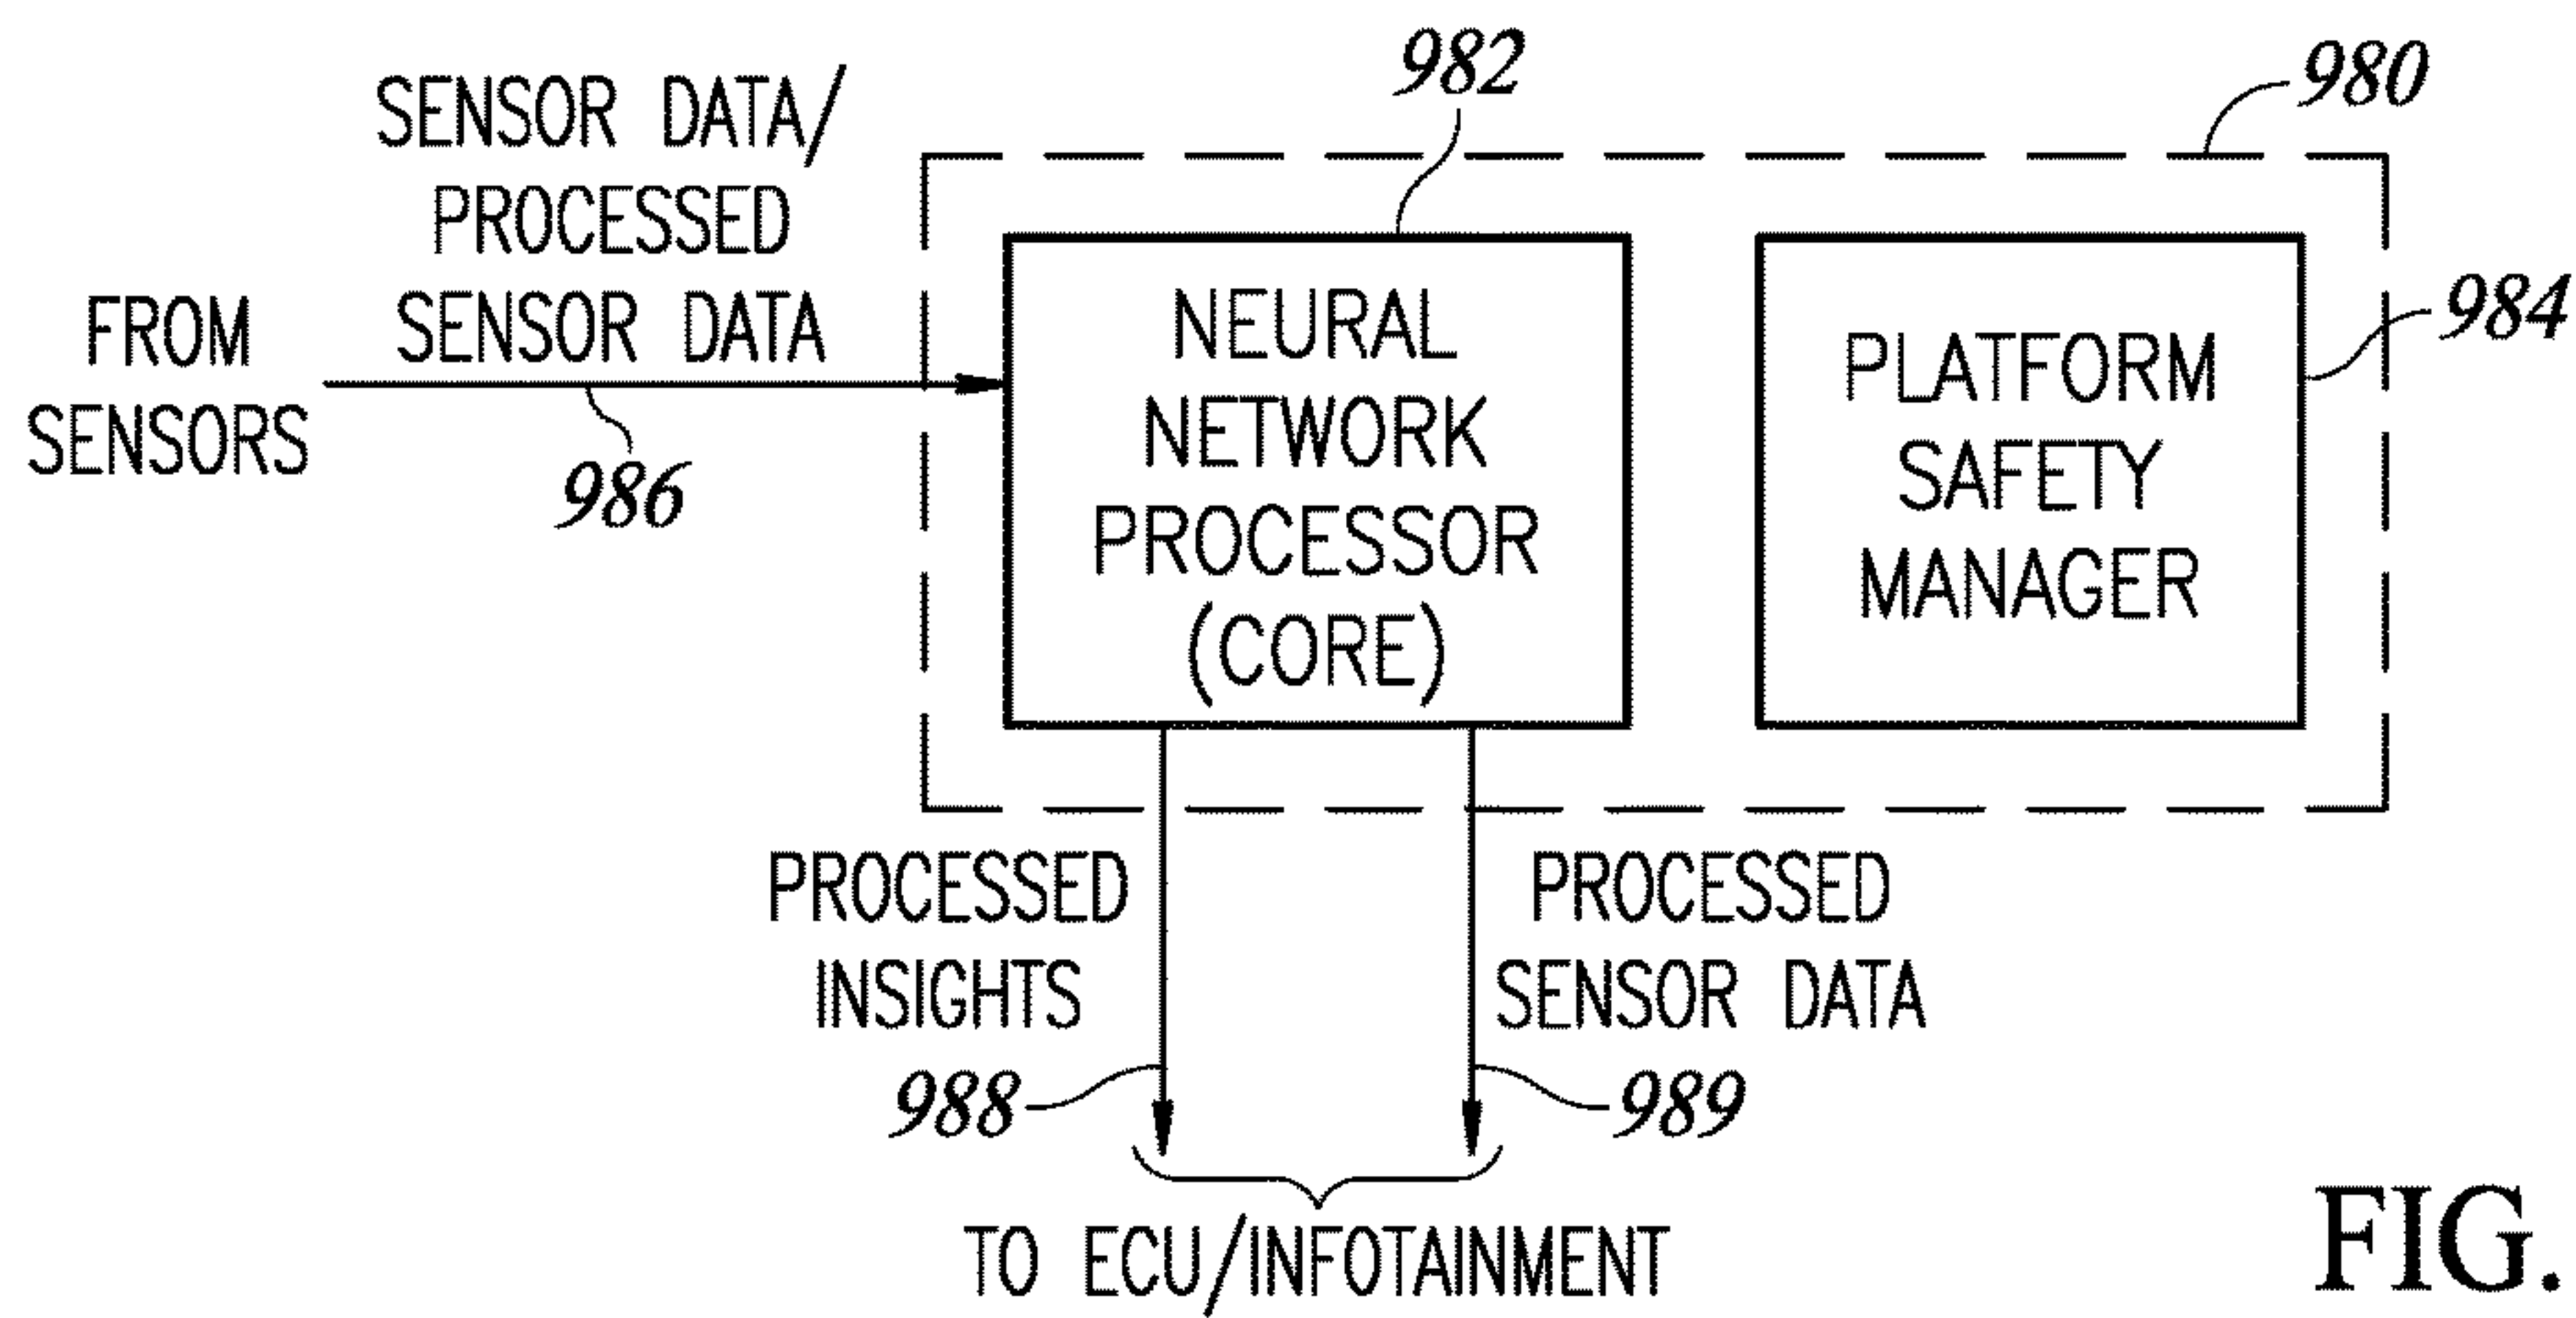 982
980
SENSOR DATA/
PROCESSED
SENSOR DATA
FROM
SENSORS
986
NEURAL
NETWORK
PROCESSOR
(CORE)
PLATFORM
SAFETY
MANAGER
984
PROCESSED
INSIGHTS
988
PROCESSED
SENSOR DATA
989
TO ECU/INFOTAINMENT
FIG.